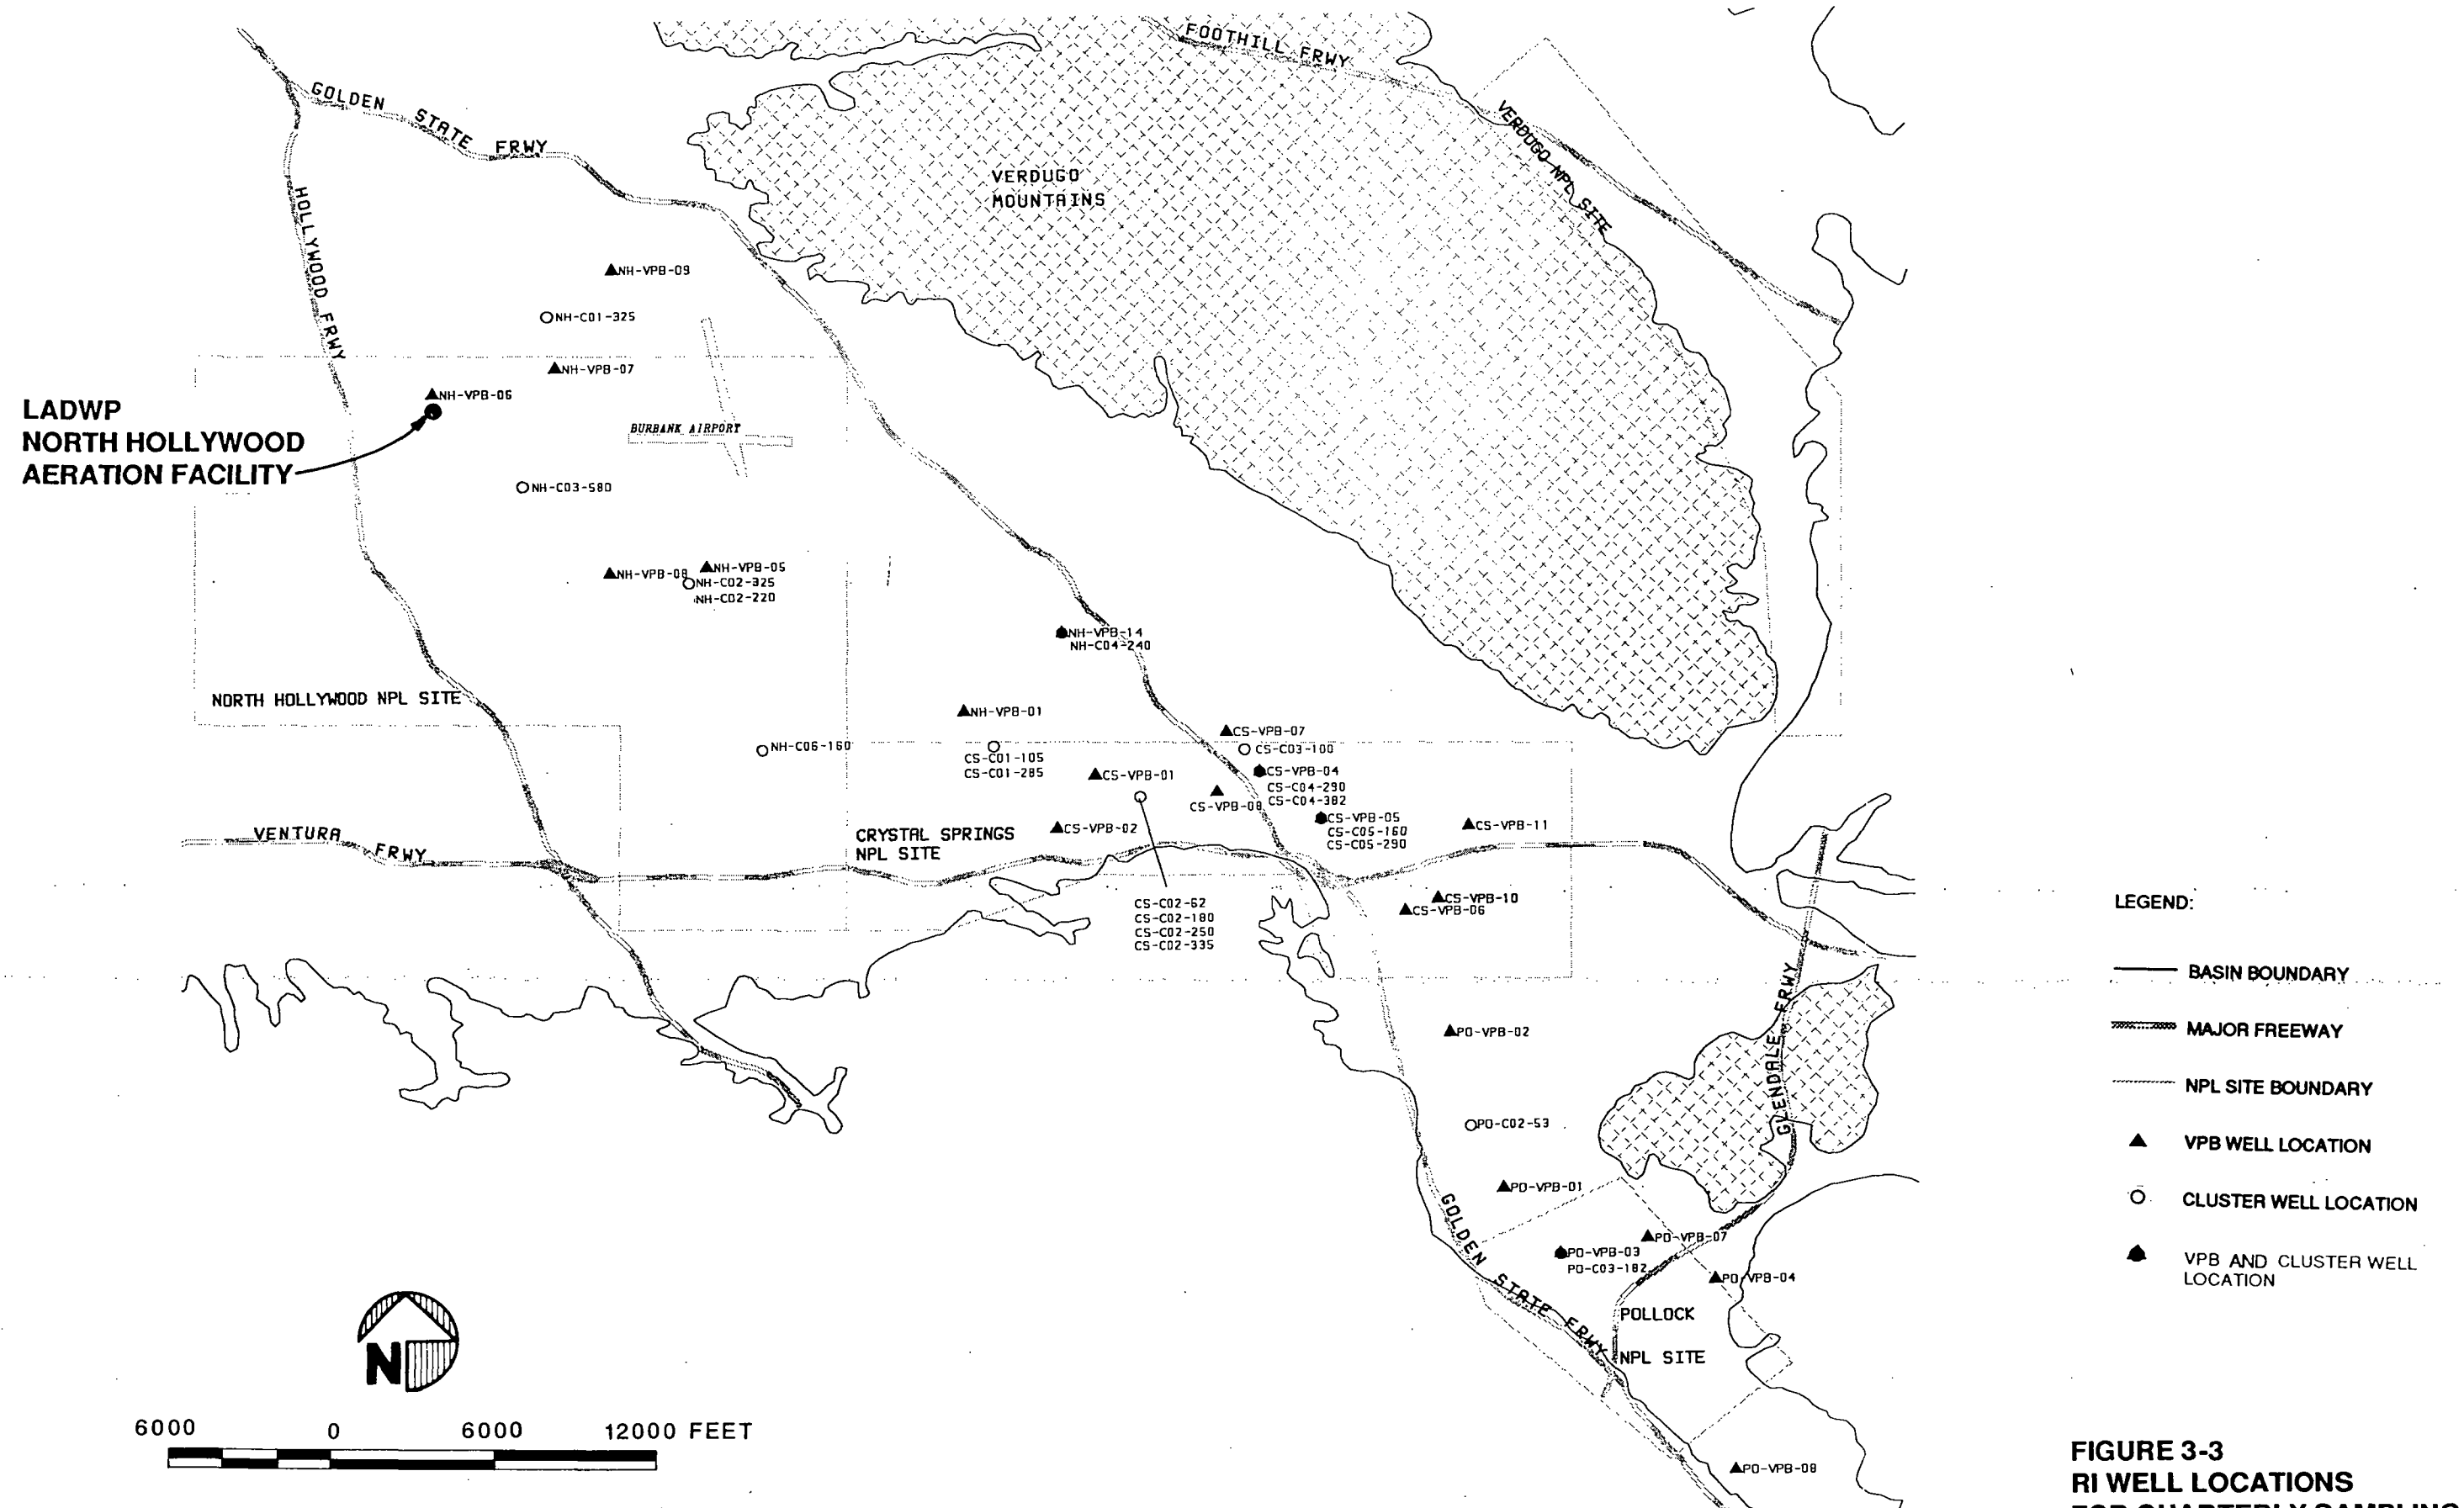 FOOTHILL FRWY
GOLDEN STATE FRWY
VERDUGO NPL SITE
VERDUGO
MOUNTAINS
HOLLYWOOD FRWY
NH-VPB-09
NH-C01-325
NH-VPB-07
NH-VPB-06
LADWP
NORTH HOLLYWOOD
AERATION FACILITY
BURBANK AIRPORT
NH-C03-580
NH-VPB-08
NH-VPB-05
NH-C02-325
NH-C02-220
NH-VPB-14
NH-C04-240
NORTH HOLLYWOOD NPL SITE
NH-VPB-01
NH-C06-160
CS-C01-105
CS-C01-285
CS-VPB-07
CS-C03-100
CS-VPB-01
CS-VPB-04
CS-C04-290
CS-C04-382
CS-VPB-08
CS-VPB-02
CS-VPB-05
CS-C05-160
CS-C05-290
CS-VPB-11
VENTURA FRWY
CRYSTAL SPRINGS
NPL SITE
CS-C02-62
CS-C02-180
CS-C02-250
CS-C02-335
CS-VPB-10
CS-VPB-06
GLENDALE FRWY
PO-VPB-02
PO-C02-53
PO-VPB-01
GOLDEN STATE FRWY
PO-VPB-03
PO-C03-182
PO-VPB-07
PO-VPB-04
POLLOCK
NPL SITE
PO-VPB-08
LEGEND:
BASIN BOUNDARY
MAJOR FREEWAY
NPL SITE BOUNDARY
VPB WELL LOCATION
CLUSTER WELL LOCATION
VPB AND CLUSTER WELL
LOCATION
N
6000 0 6000 12000 FEET
FIGURE 3-3
RI WELL LOCATIONS
FOR QUARTERLY SAMPLING